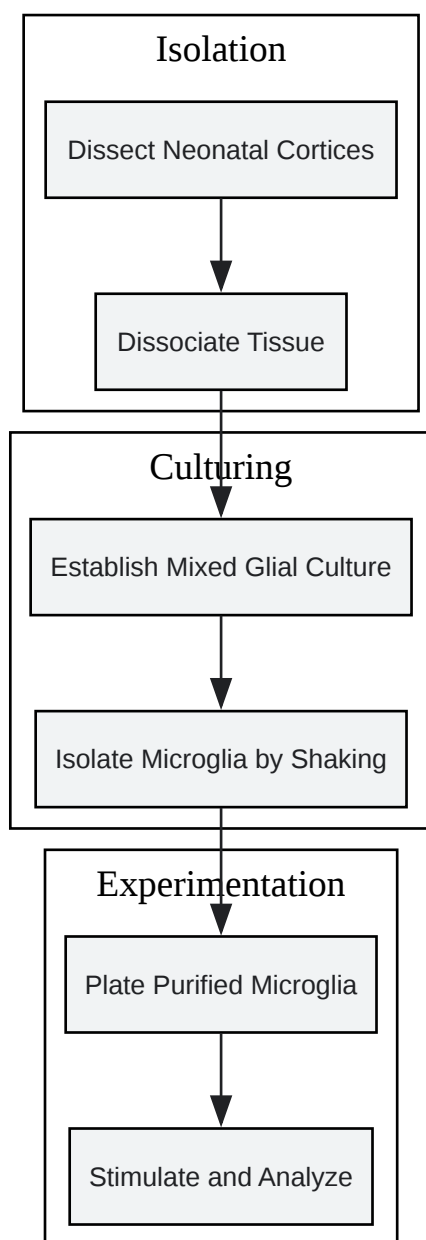 Isolation
Dissect Neonatal Cortices
Dissociate Tissue
Culturing
Establish Mixed Glial Culture
Isolate Microglia by Shaking
Experimentation
Plate Purified Microglia
Stimulate and Analyze